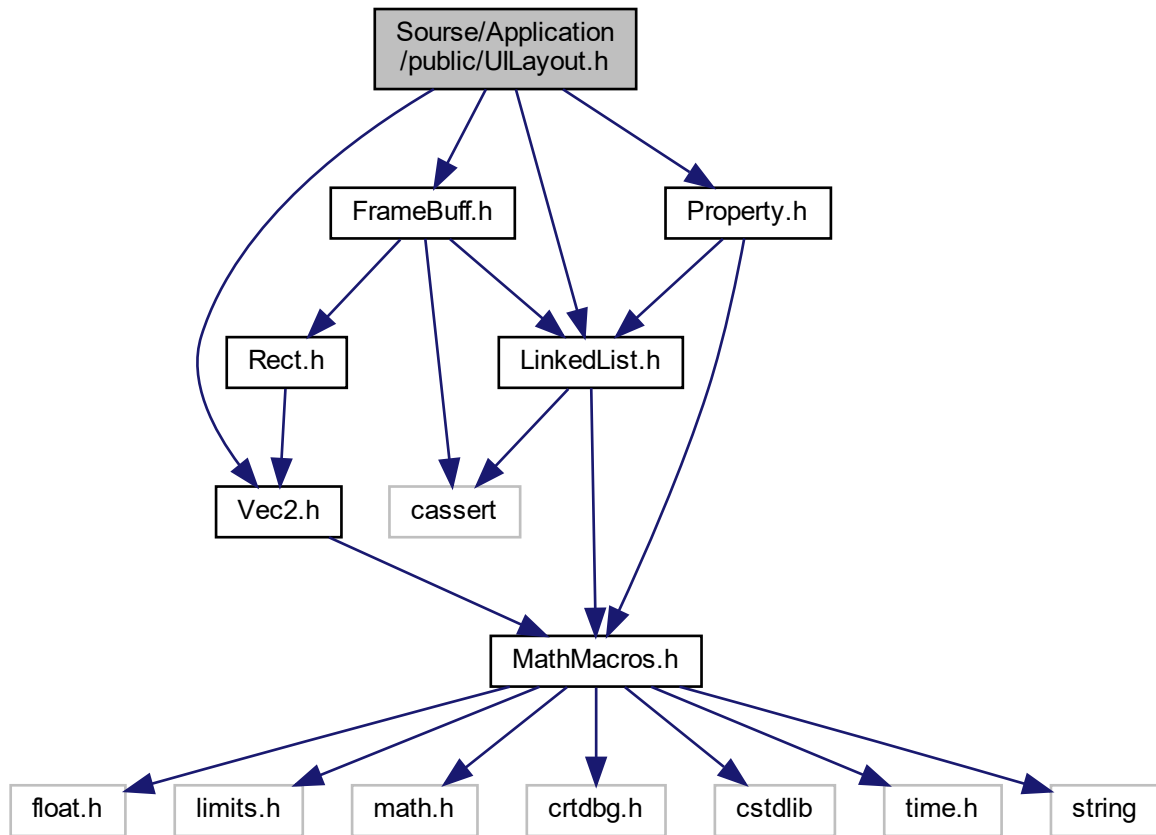 Sourse/Application
/public/UILayout.h
FrameBuff.h
Property.h
Rect.h
LinkedList.h
Vec2.h
cassert
MathMacros.h
float.h
limits.h
math.h
crtdbg.h
cstdlib
time.h
string